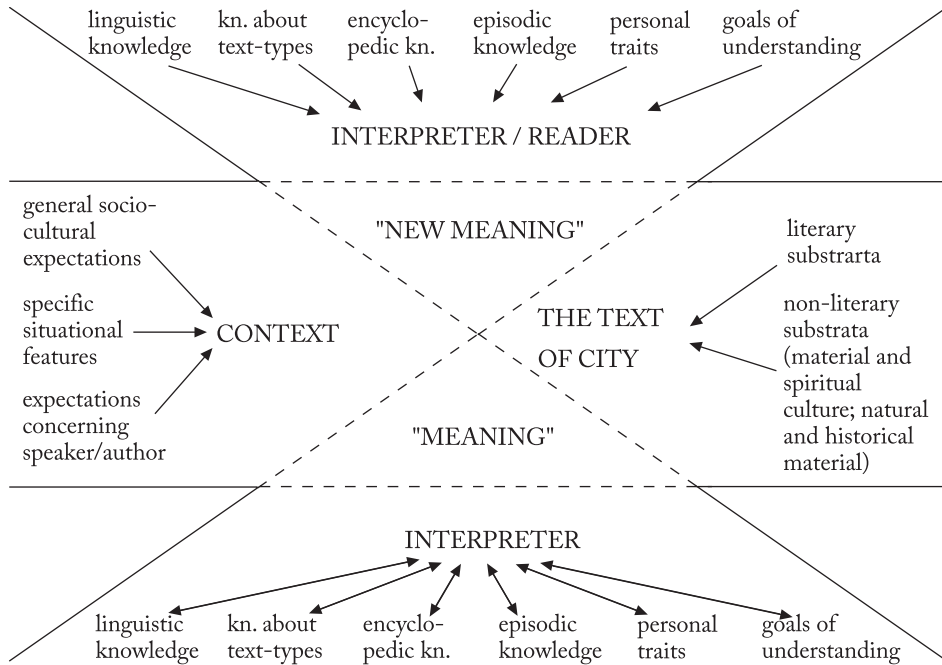 linguistic
knowledge
kn. about
text-types
encyclo-
pedic kn.
episodic
knowledge
personal
traits
goals of
understanding
INTERPRETER / READER
general socio-
cultural
expectations
specific
situational
features
expectations
concerning
speaker/author
CONTEXT
"NEW MEANING"
THE TEXT
OF CITY
"MEANING"
literary
substrarta
non-literary
substrata
(material and
spiritual
culture; natural
and historical
material)
INTERPRETER
linguistic
knowledge
kn. about
text-types
encyclo-
pedic kn.
episodic
knowledge
personal
traits
goals of
understanding